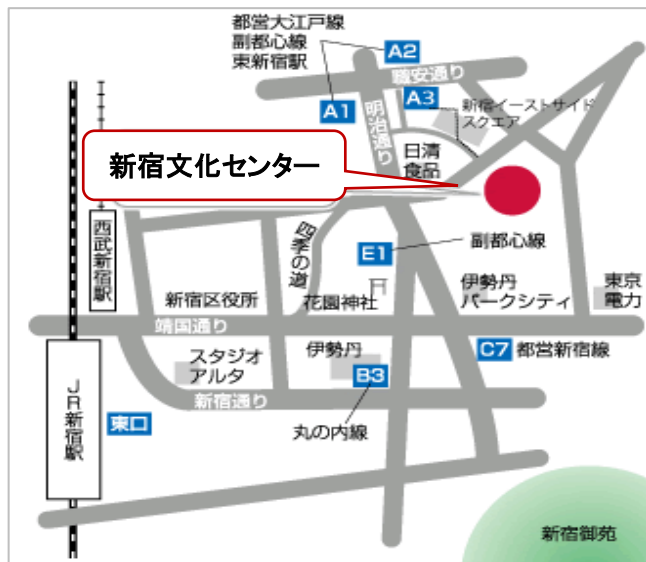 都営大江戸線
副都心線
東新宿駅
A2
職安通り
A1
A3
明治通り
新宿イーストサイド
スクエア
日清
食品
新宿文化センター
西武新宿駅
四季の道
E1
副都心線
新宿区役所
花園神社
伊勢丹
パークシティ
東京
電力
靖国通り
スタジオ
アルタ
伊勢丹
C7 都営新宿線
B3
新宿通り
JR新宿駅
東口
丸の内線
新宿御苑